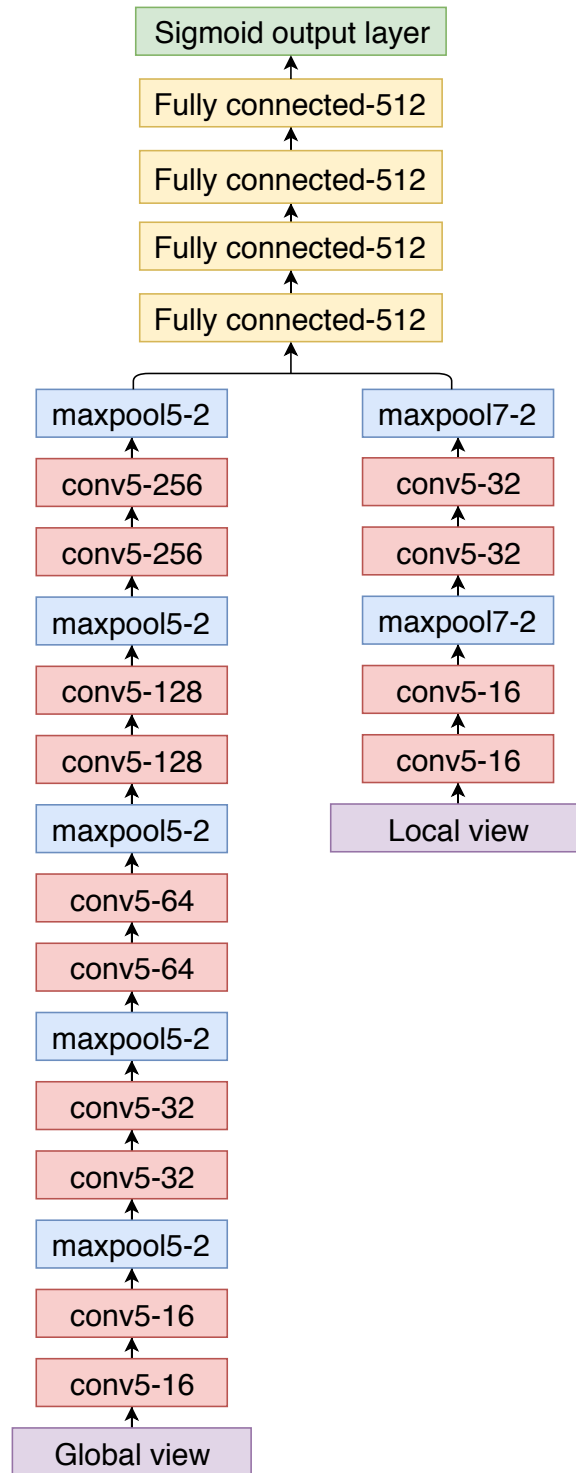 Sigmoid output layer
Fully connected-512
Fully connected-512
Fully connected-512
Fully connected-512
maxpool5-2
conv5-256
conv5-256
maxpool5-2
conv5-128
conv5-128
maxpool5-2
conv5-64
conv5-64
maxpool5-2
conv5-32
conv5-32
maxpool5-2
conv5-16
conv5-16
Global view
maxpool7-2
conv5-32
conv5-32
maxpool7-2
conv5-16
conv5-16
Local view